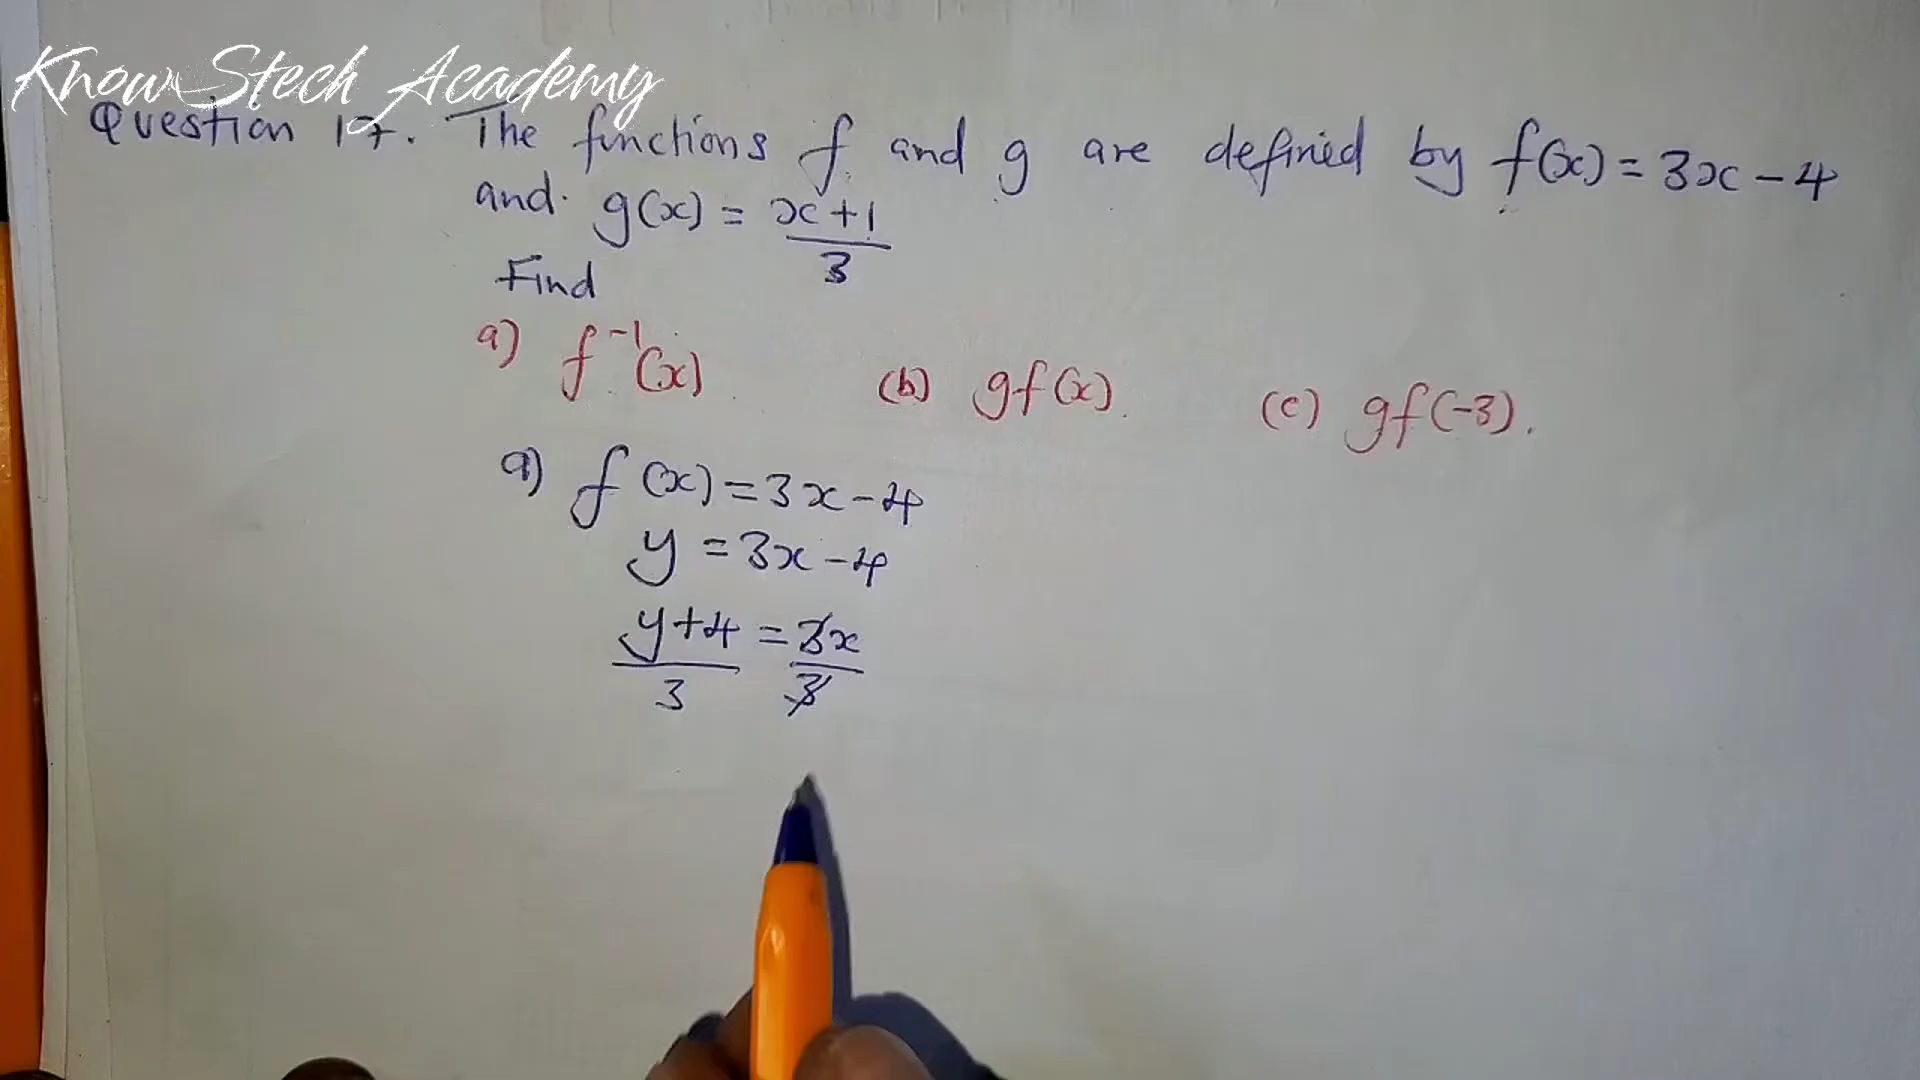 Know Stech Academy
Question 17. The functions f and g are defined by f(x) = 3x - 4
and. g(x) = x+1/3
Find
a) f⁻¹(x) (b) gf(x). (c) gf(-3).
a) f(x) = 3x - 4
y = 3x - 4
y+4/3 = 3x/3